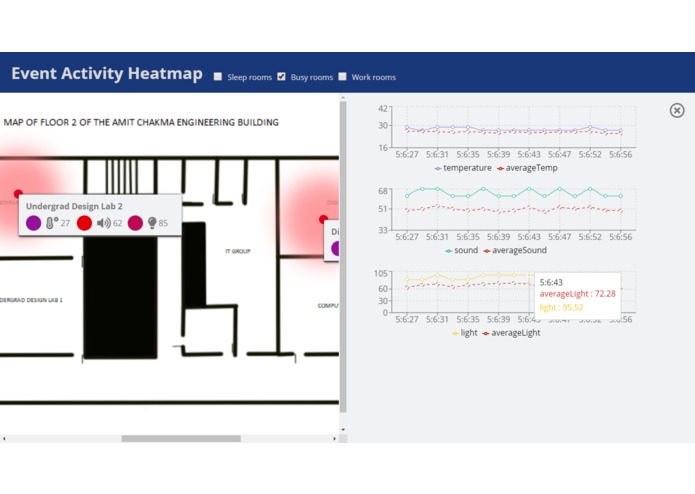 Event Activity Heatmap
Sleep rooms Busy rooms Work rooms
MAP OF FLOOR 2 OF THE AMIT CHAKMA ENGINEERING BUILDING
Undergrad Design Lab 2
27 62 85
Di
IT GROUP
DERGRAD DESIGN LAB 1
COMPU
42
30
16
5:6:27 5:6:31 5:6:35 5:6:39 5:6:43 5:6:47 5:6:52 5:6:56
temperature averageTemp
68
51
33
5:6:27 5:6:31 5:6:35 5:6:39 5:6:43 5:6:47 5:6:52 5:6:56
sound averageSound
105
60
30
0
5:6:27 5:6:31 5:6:35 5:6:39 5:6:43 5:6:47 5:6:52 5:6:56
5:6:43
averageLight : 72.28
light : 95.52
light averageLight